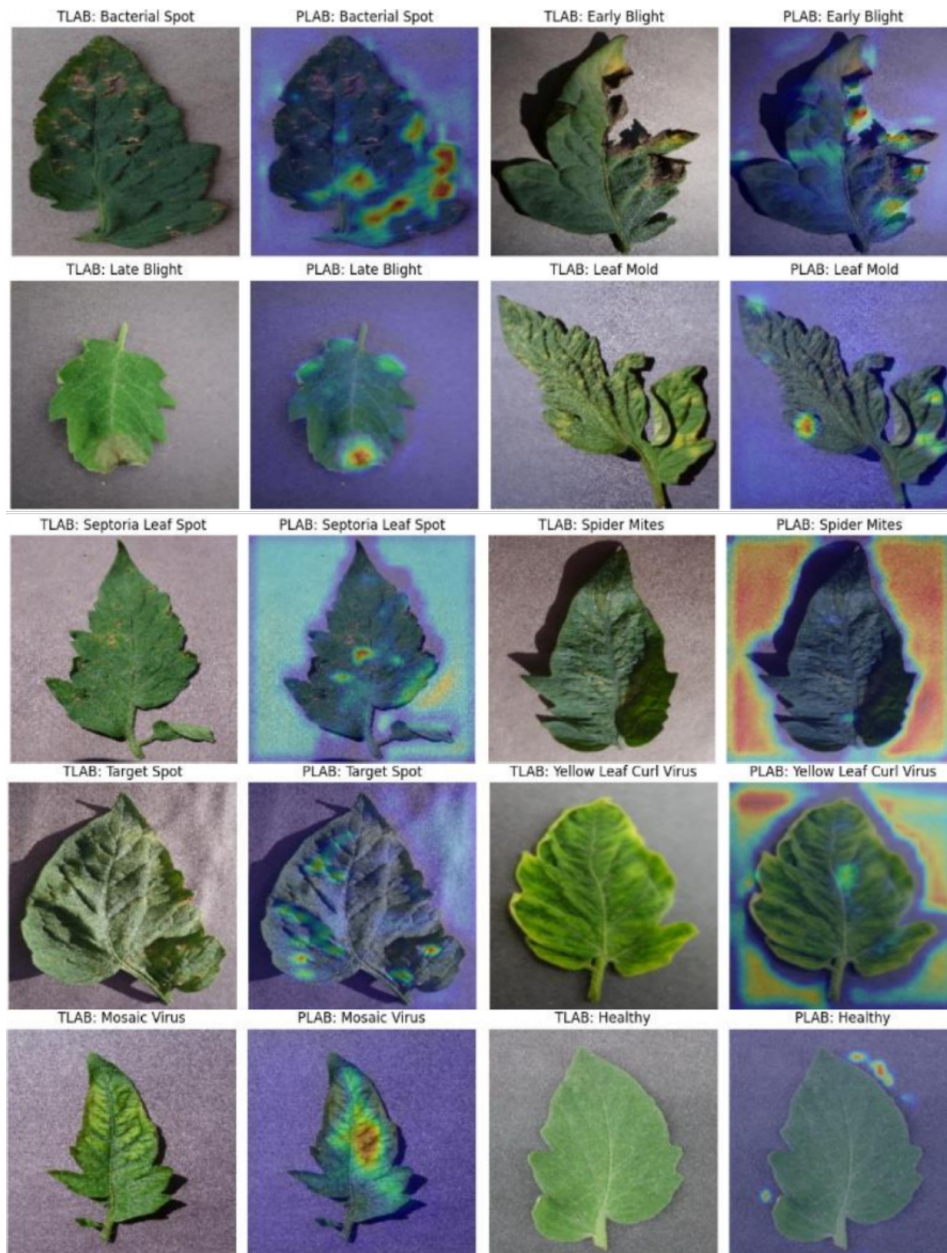 TLAB: Bacterial Spot PLAB: Bacterial Spot TLAB: Early Blight PLAB: Early Blight
TLAB: Late Blight PLAB: Late Blight TLAB: Leaf Mold PLAB: Leaf Mold
TLAB: Septoria Leaf Spot PLAB: Septoria Leaf Spot TLAB: Spider Mites PLAB: Spider Mites
TLAB: Target Spot PLAB: Target Spot TLAB: Yellow Leaf Curl Virus PLAB: Yellow Leaf Curl Virus
TLAB: Mosaic Virus PLAB: Mosaic Virus TLAB: Healthy PLAB: Healthy